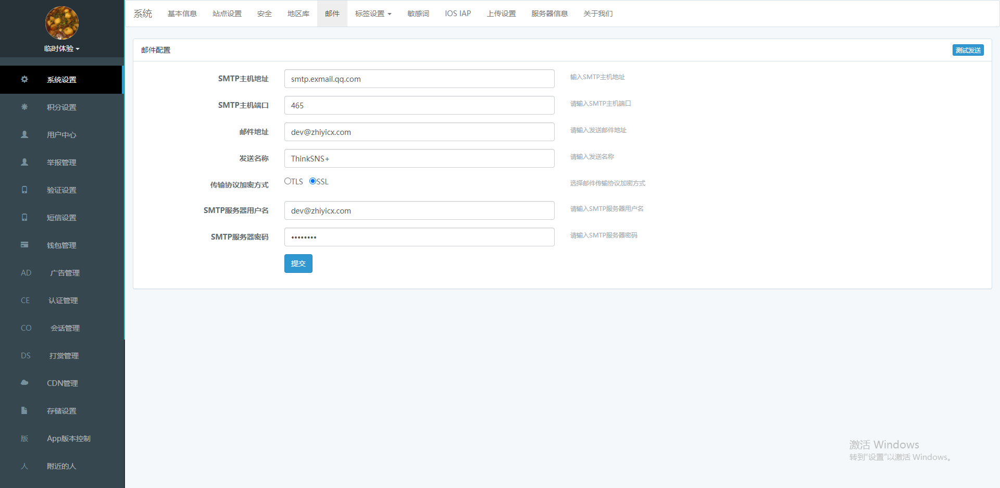 临时体验
系统设置
积分设置
用户中心
举报管理
验证设置
短信设置
钱包管理
AD 广告管理
CE 认证管理
CO 会话管理
DS 打赏管理
CDN管理
存储设置
版 App版本控制
人 附近的人
系统 基本信息 站点设置 安全 地区库 邮件 标签设置 敏感词 IOS IAP 上传设置 服务器信息 关于我们
邮件配置 测试发送
SMTP主机地址 smtp.exmail.qq.com 输入SMTP主机地址
SMTP主机端口 465 请输入SMTP主机端口
邮件地址 dev@zhiyicx.com 请输入发送邮件地址
发送名称 ThinkSNS+ 请输入发送名称
传输协议加密方式 TLS SSL 选择邮件传输协议加密方式
SMTP服务器用户名 dev@zhiyicx.com 请输入SMTP服务器用户名
SMTP服务器密码 •••••••• 请输入SMTP服务器密码
提交
激活 Windows
转到"设置"以激活 Windows。